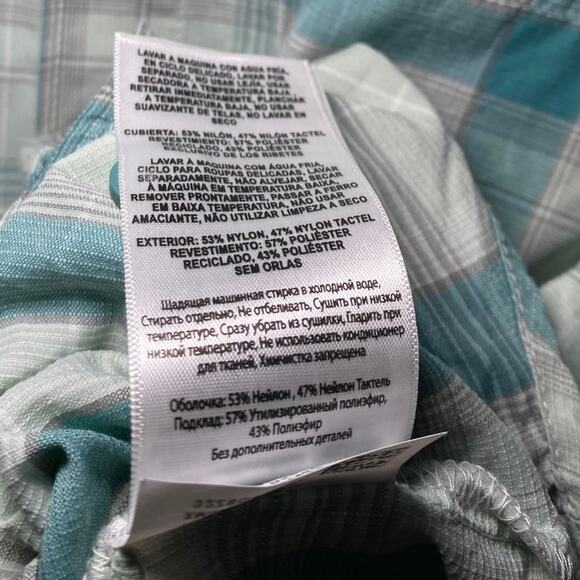 LAVAR A MAQUINA CON AGUA FRIA,
EN CICLO DELICADO, LAVAR POR
SEPARADO, NO USAR LEJÍA, USAR
SECADORA A TEMPERATURA BAJA
RETIRAR INMEDIATAMENTE, PLANCHAR
A TEMPERATURA BAJA, NO USAR
SUAVIZANTE DE TELAS, NO LAVAR EN
SECO
CUBIERTA: 53% NILÓN, 47% NILÓN TACTEL
REVESTIMIENTO: 57% POLIÉSTER
RECICLADO, 43% POLIÉSTER
EXCLUSIVO DE LOS RIBETES
LAVAR À MAQUINA COM ÁGUA FRIA,
CICLO PARA ROUPAS DELICADAS, LAVAR
SEPARADAMENTE, NÃO ALVEJAR, SECAR
À MÁQUINA EM TEMPERATURA BAIXA,
REMOVER PRONTAMENTE, PASSAR A FERRO
EM BAIXA TEMPERATURA, NÃO USAR
AMACIANTE, NÃO UTILIZAR LIMPEZA A SECO
EXTERIOR: 53% NYLON, 47% NYLON TACTEL
REVESTIMENTO: 57% POLIÉSTER
RECICLADO, 43% POLIÉSTER
SEM ORLAS
Щадящая машинная стирка в холодной воде,
Стирать отдельно, Не отбеливать, Сушить при низкой
температуре, Сразу убрать из сушилки, Гладить при
низкой температуре, Не использовать кондиционер
для тканей, Химчистка запрещена
Оболочка: 53% Нейлон , 47% Нейлон Тактель
Подклад: 57% Утилизированный полиэфир,
43% Полиэфир
Без дополнительных деталей